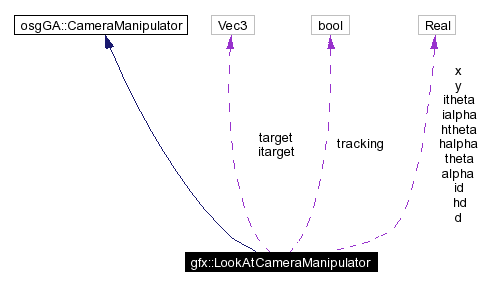 osgGA::CameraManipulator
Vec3
bool
Real
target
itarget
tracking
x
y
itheta
ialpha
htheta
halpha
theta
alpha
id
hd
d
gfx::LookAtCameraManipulator